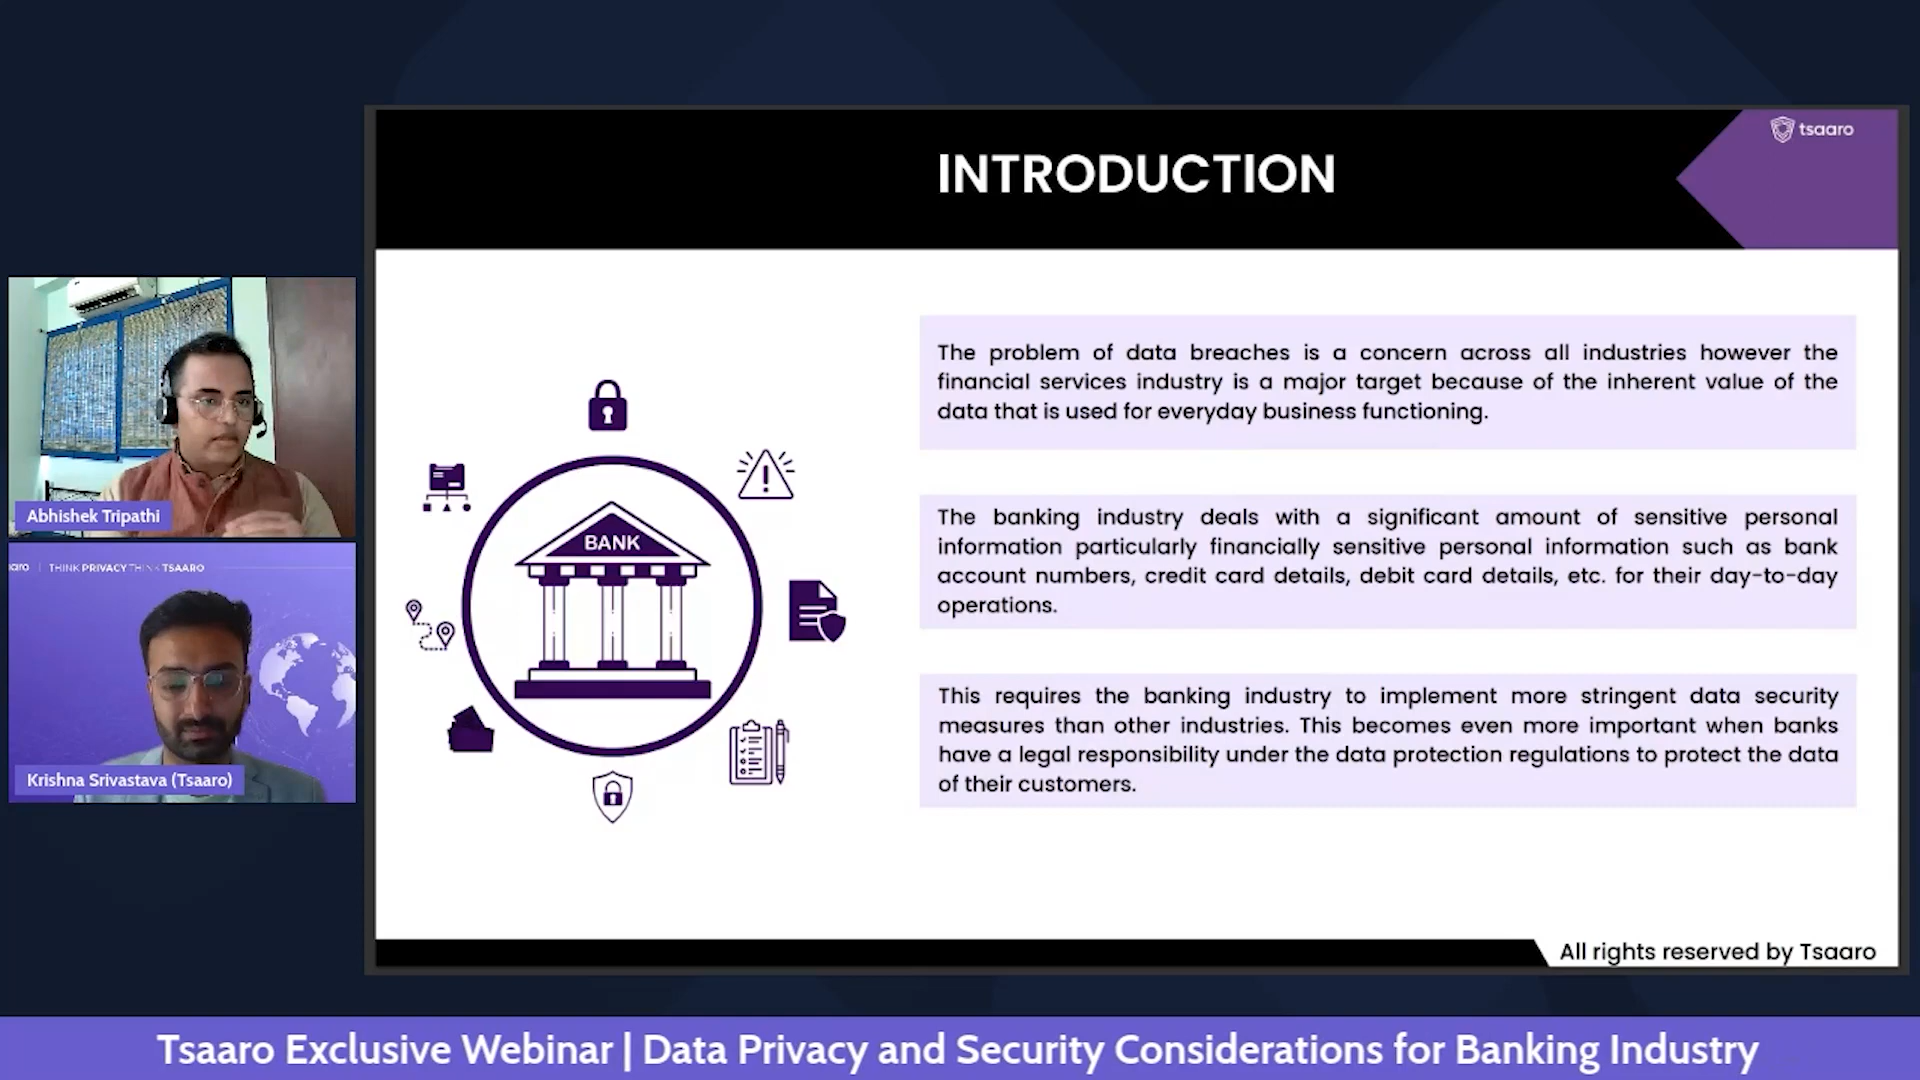 tsaaro
INTRODUCTION
The problem of data breaches is a concern across all industries however the
financial services industry is a major target because of the inherent value of the
data that is used for everyday business functioning.
BANK
The banking industry deals with a significant amount of sensitive personal
information particularly financially sensitive personal information such as bank
account numbers, credit card details, debit card details, etc. for their day-to-day
operations.
This requires the banking industry to implement more stringent data security
measures than other industries. This becomes even more important when banks
have a legal responsibility under the data protection regulations to protect the data
of their customers.
All rights reserved by Tsaaro
Abhishek Tripathi
aro | THINK PRIVACY THINK TSAARO
Krishna Srivastava (Tsaaro)
Tsaaro Exclusive Webinar | Data Privacy and Security Considerations for Banking Industry